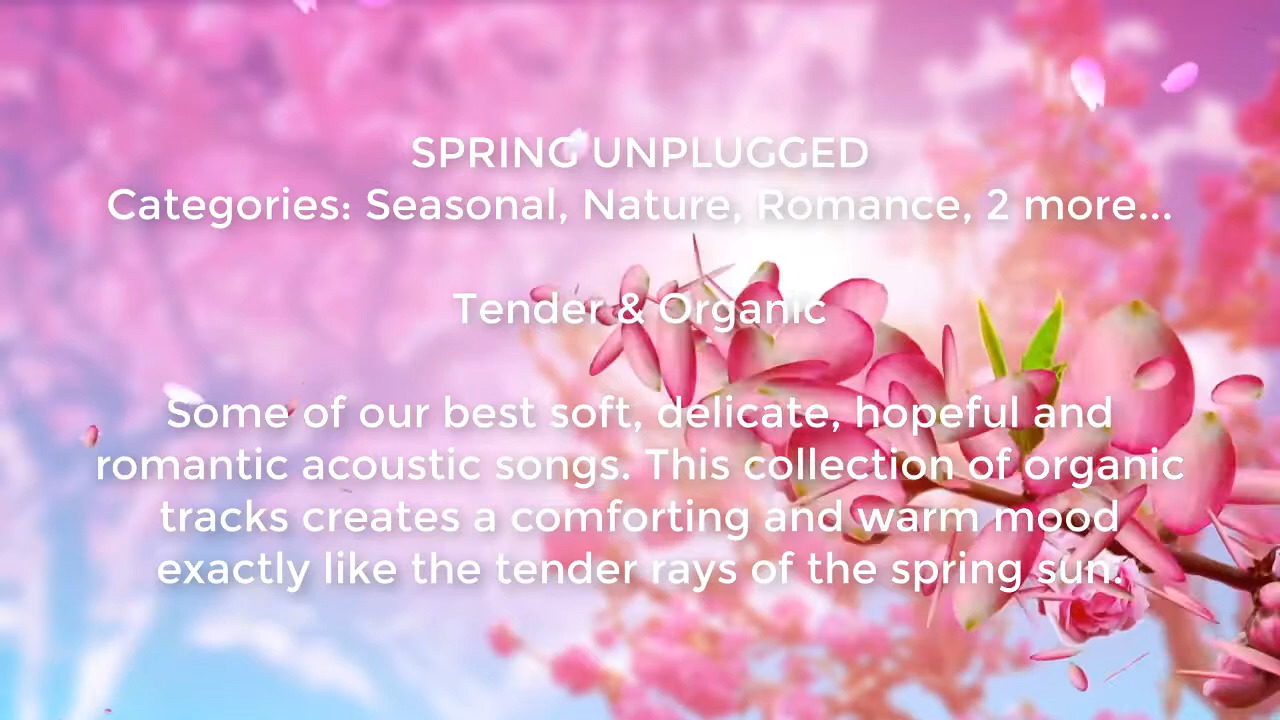 SPRING UNPLUGGED
Categories: Seasonal, Nature, Romance, 2 more...
Tender & Organic
Some of our best soft, delicate, hopeful and
romantic acoustic songs. This collection of organic
tracks creates a comforting and warm mood
exactly like the tender rays of the spring sun.